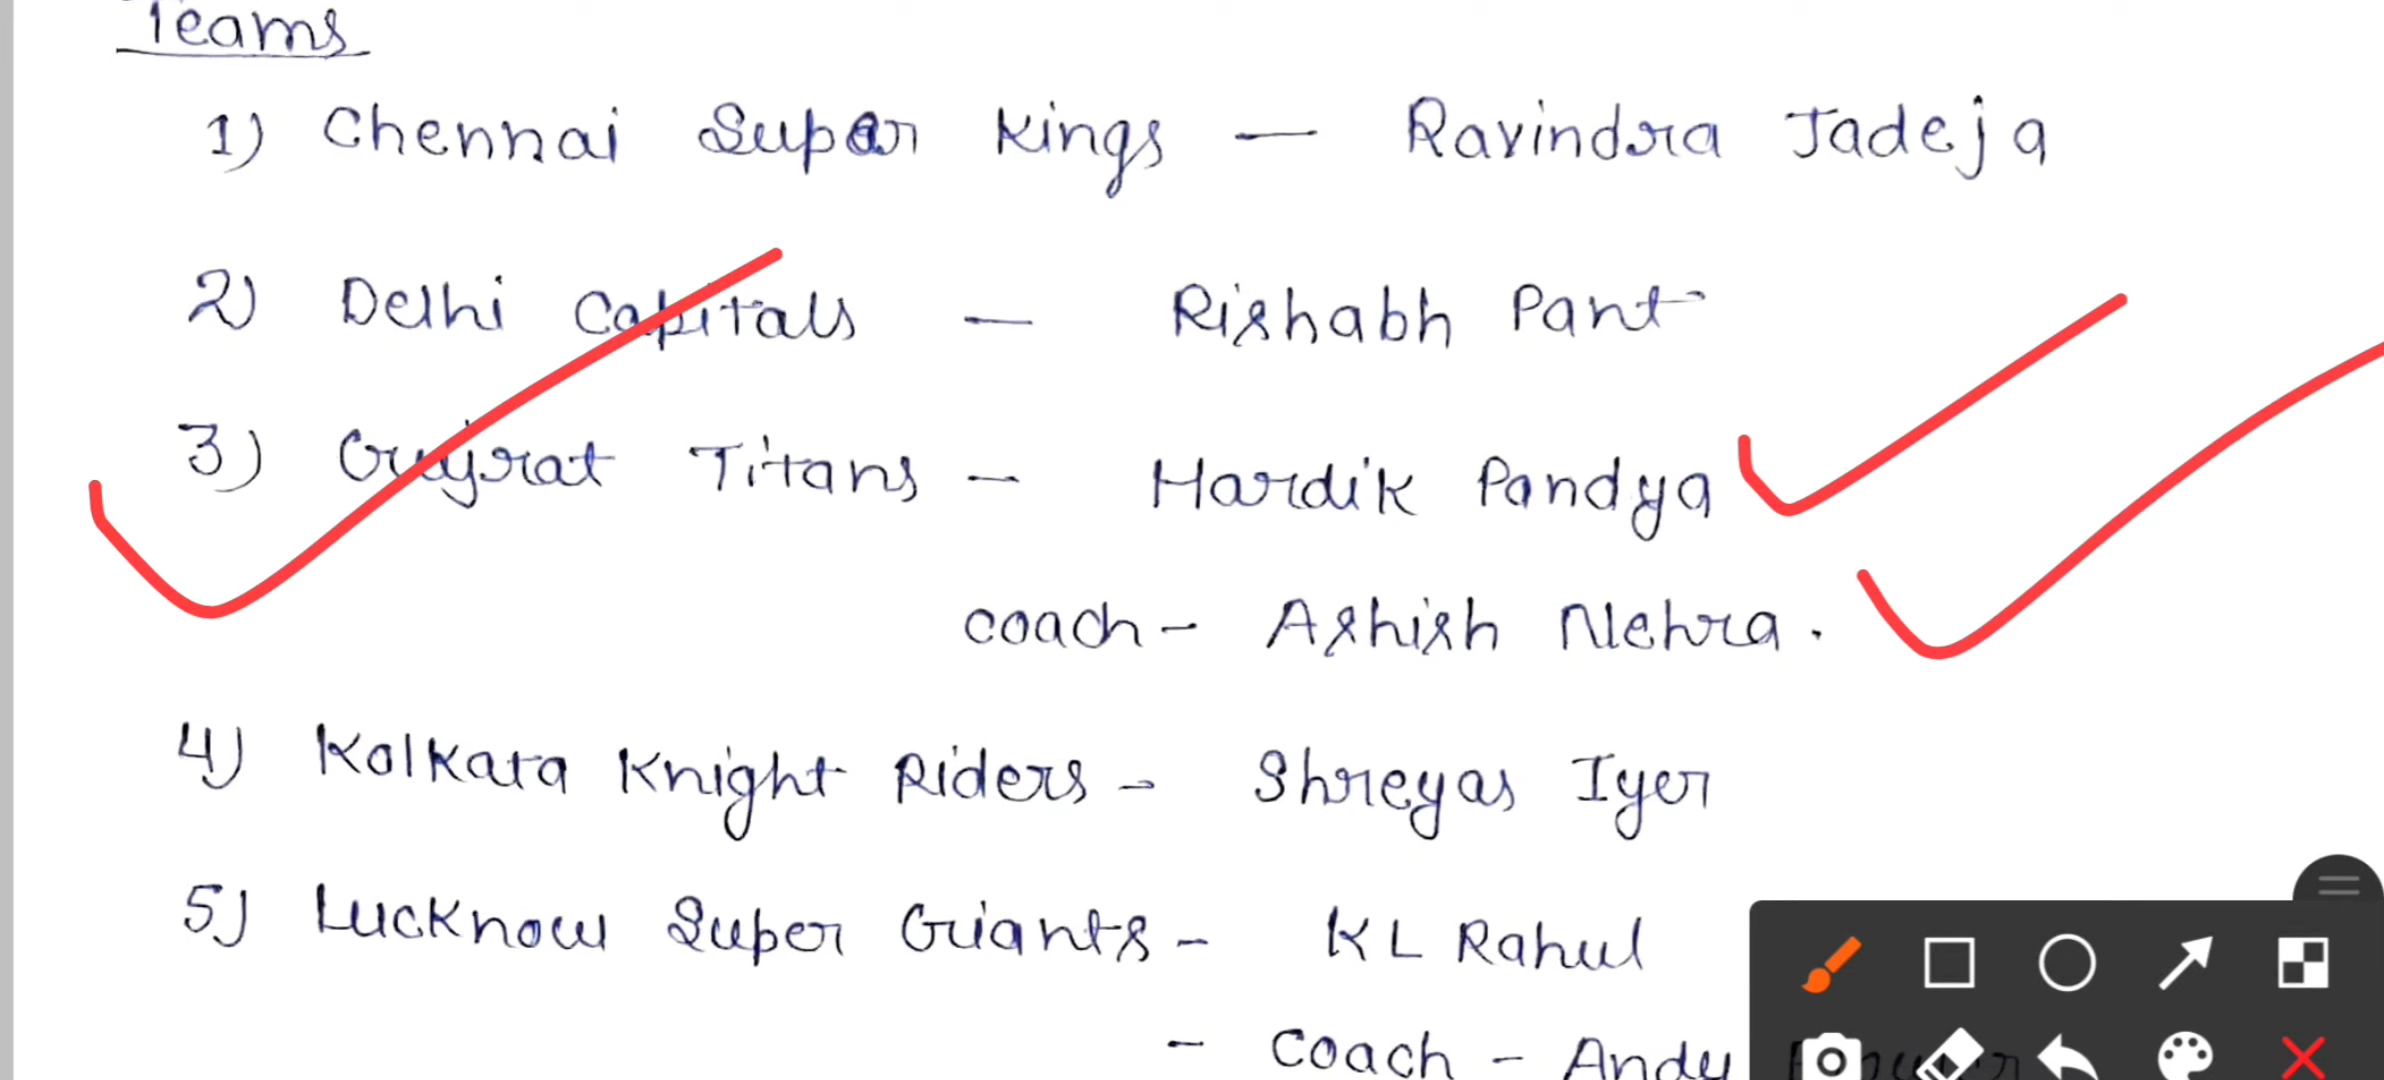 Teams
1) Chennai Super Kings — Ravindra Jadeja
2) Delhi Capitals — Rishabh Pant
3) Gujrat Titans — Hardik Pandya
coach - Ashish Nehra.
4) Kolkata Knight Riders - Shreyas Iyer
5) Lucknow Super Giants - KL Rahul
- coach - Andy